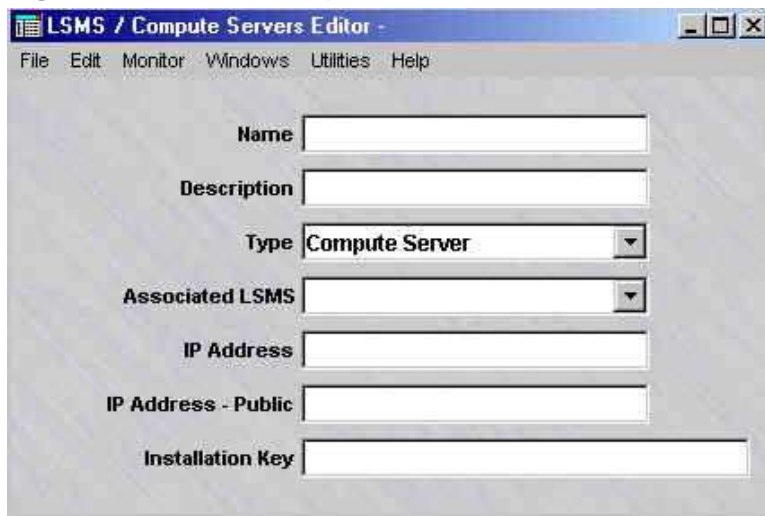 LSMS / Compute Servers Editor -
File Edit Monitor Windows Utilities Help
Name
Description
Type Compute Server
Associated LSMS
IP Address
IP Address - Public
Installation Key